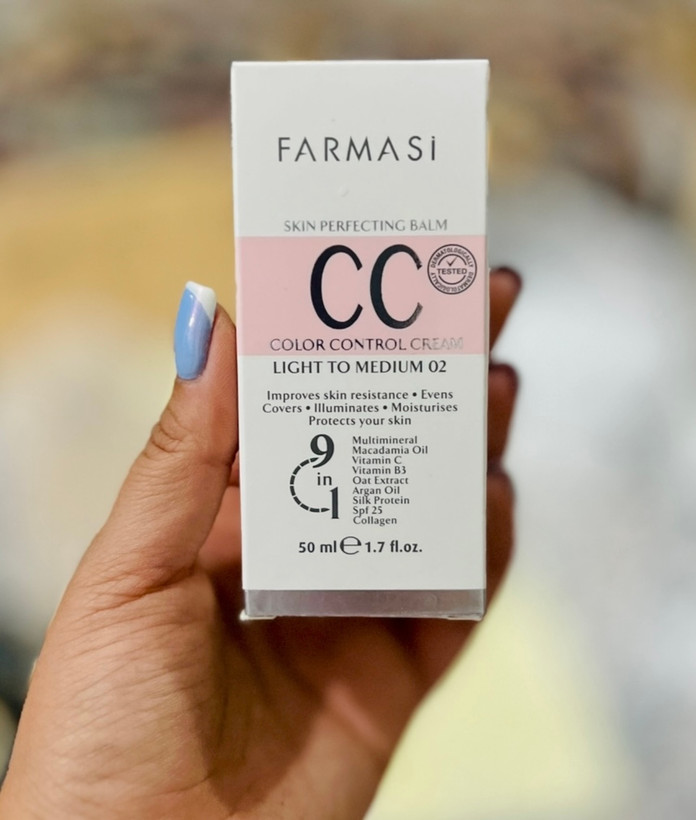 FARMASi
SKIN PERFECTING BALM
CC
DERMATOLOGICALLY
TESTED
DERMATOLOGICALLY
COLOR CONTROL CREAM
LIGHT TO MEDIUM 02
Improves skin resistance • Evens
Covers • Illuminates • Moisturises
Protects your skin
9
in
1
Multimineral
Macadamia Oil
Vitamin C
Vitamin B3
Oat Extract
Argan Oil
Silk Protein
Spf 25
Collagen
50 ml ℮ 1.7 fl.oz.